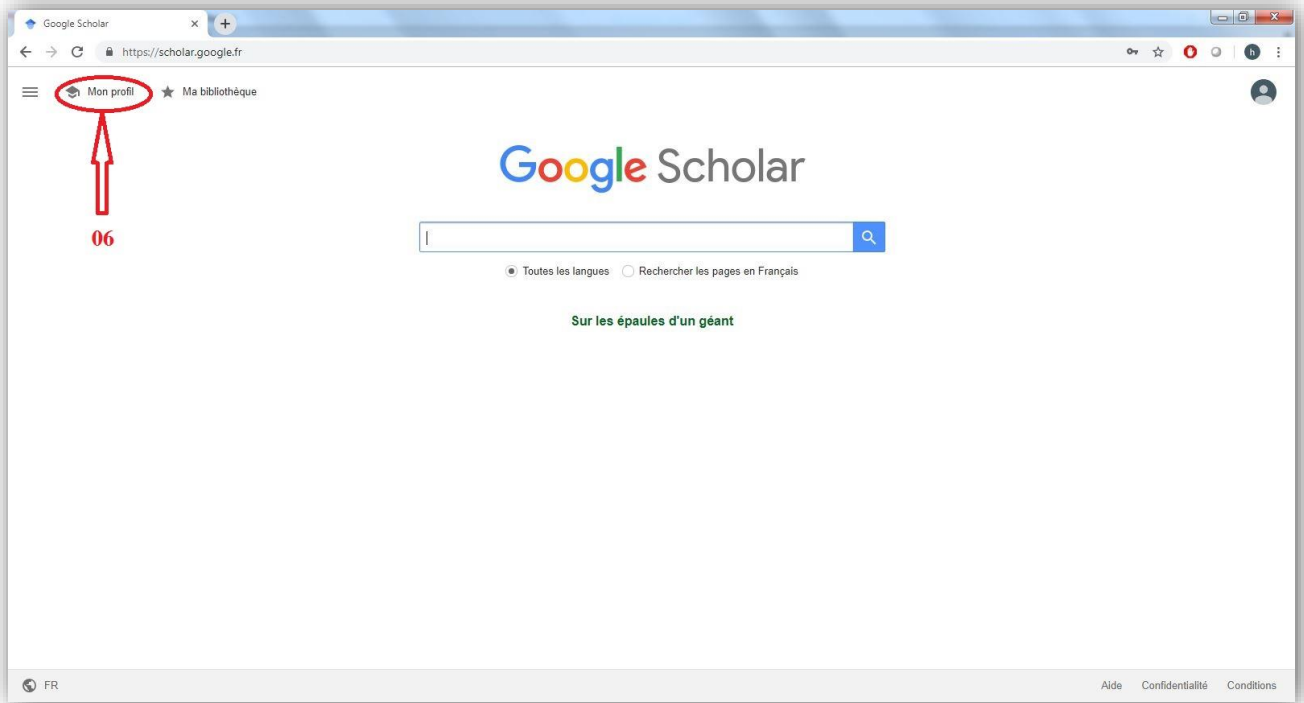 Google Scholar
https://scholar.google.fr
h
Mon profil Ma bibliothèque
Google Scholar
06
Toutes les langues Rechercher les pages en Français
Sur les épaules d'un géant
FR
Aide Confidentialité Conditions